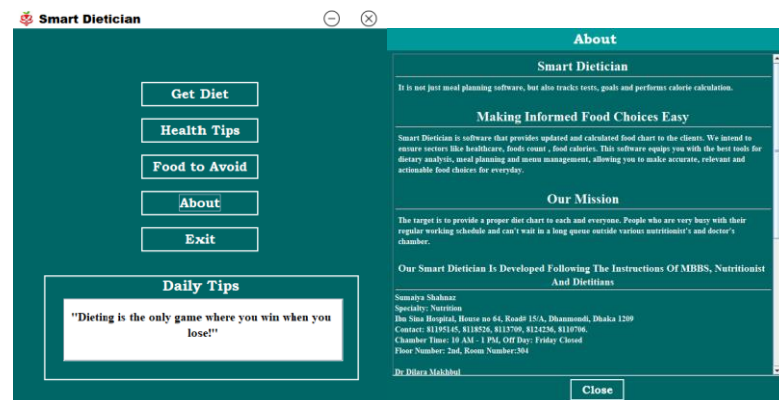 Smart Dietician
Get Diet
Health Tips
Food to Avoid
About
Exit
Daily Tips
"Dieting is the only game where you win when you
lose!"
About
Smart Dietician
It is not just meal planning software, but also tracks tests, goals and performs calorie calculation.
Making Informed Food Choices Easy
Smart Dietician is software that provides updated and calculated food chart to the clients. We intend to
ensure sectors like healthcare, foods count , food calories. This software equips you with the best tools for
dietary analysis, meal planning and menu management, allowing you to make accurate, relevant and
actionable food choices for everyday.
Our Mission
The target is to provide a proper diet chart to each and everyone. People who are very busy with their
regular working schedule and can't wait in a long queue outside various nutritionist's and doctor's
chamber.
Our Smart Dietician Is Developed Following The Instructions Of MBBS, Nutritionist
And Dietitians
Sumaiya Shahnaz
Specialty: Nutrition
Ibn Sina Hospital, House no 64, Road# 15/A, Dhanmondi, Dhaka 1209
Contact: 81195145, 8118526, 8113709, 8124236, 8110706.
Chamber Time: 10 AM - 1 PM, Off Day: Friday Closed
Floor Number: 2nd, Room Number:304
Dr Dilara Makhbul
Close